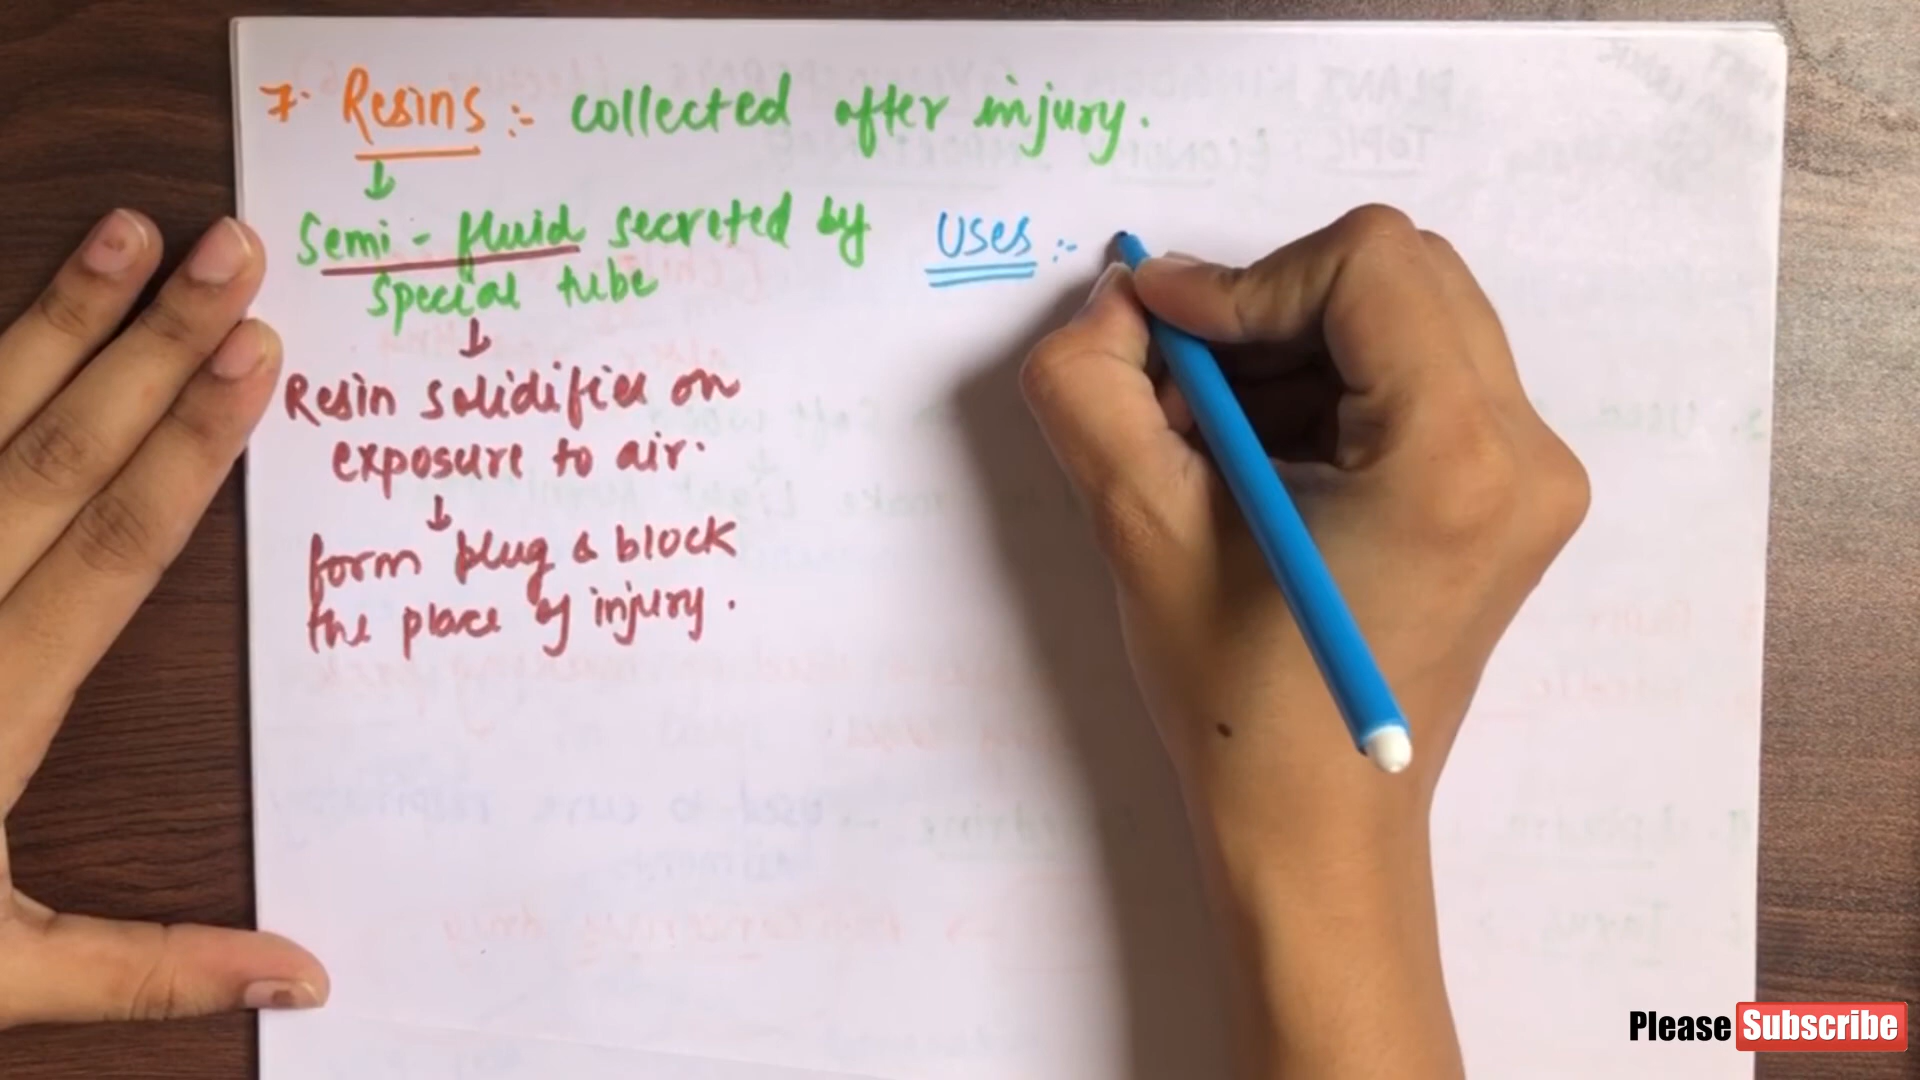 7. Resins :- collected after injury.
↓
Semi - fluid secreted by
special tube
↓
Resin solidified on
exposure to air.
↓
form plug & block
the place of injury.
Uses :-
Please Subscribe